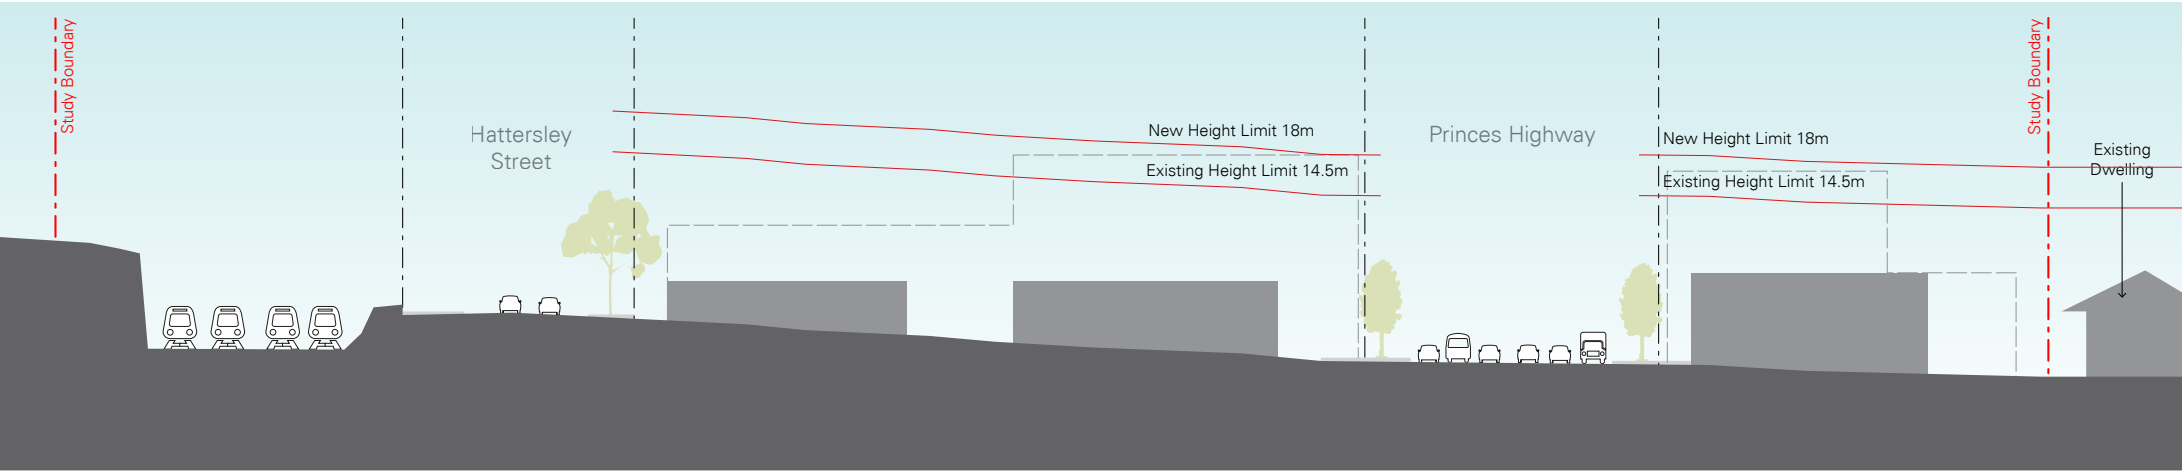 Study Boundary
Hattersley
Street
New Height Limit 18m
Existing Height Limit 14.5m
Princes Highway
New Height Limit 18m
Existing Height Limit 14.5m
Study Boundary
Existing
Dwelling